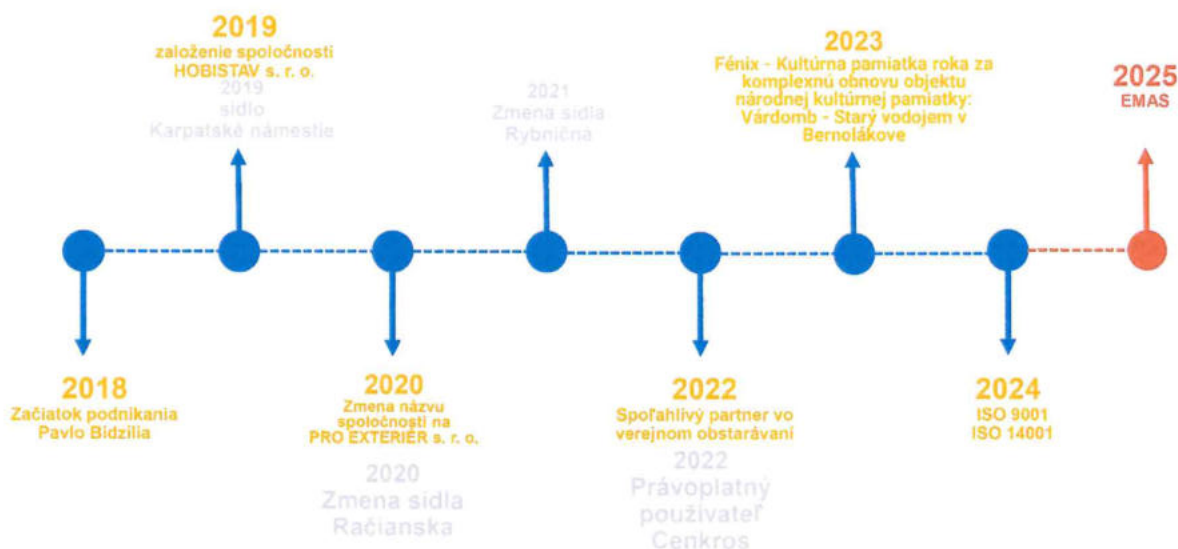 2019
založenie spoločnosti
HOBISTAV s. r. o.
2019
sídlo
Karpatské námestie
2021
Zmena sídla
Rybničná
2023
Fénix - Kultúrna pamiatka roka za
komplexnú obnovu objektu
národnej kultúrnej pamiatky:
Várdomb - Starý vodojem v
Bernolákove
2025
EMAS
2018
Začiatok podnikania
Pavlo Bidzilia
2020
Zmena názvu
spoločnosti na
PRO EXTERIÉR s. r. o.
2020
Zmena sídla
Račianska
2022
Spoľahlivý partner vo
verejnom obstarávaní
2022
Právoplatný
používateľ
Cenkros
2024
ISO 9001
ISO 14001